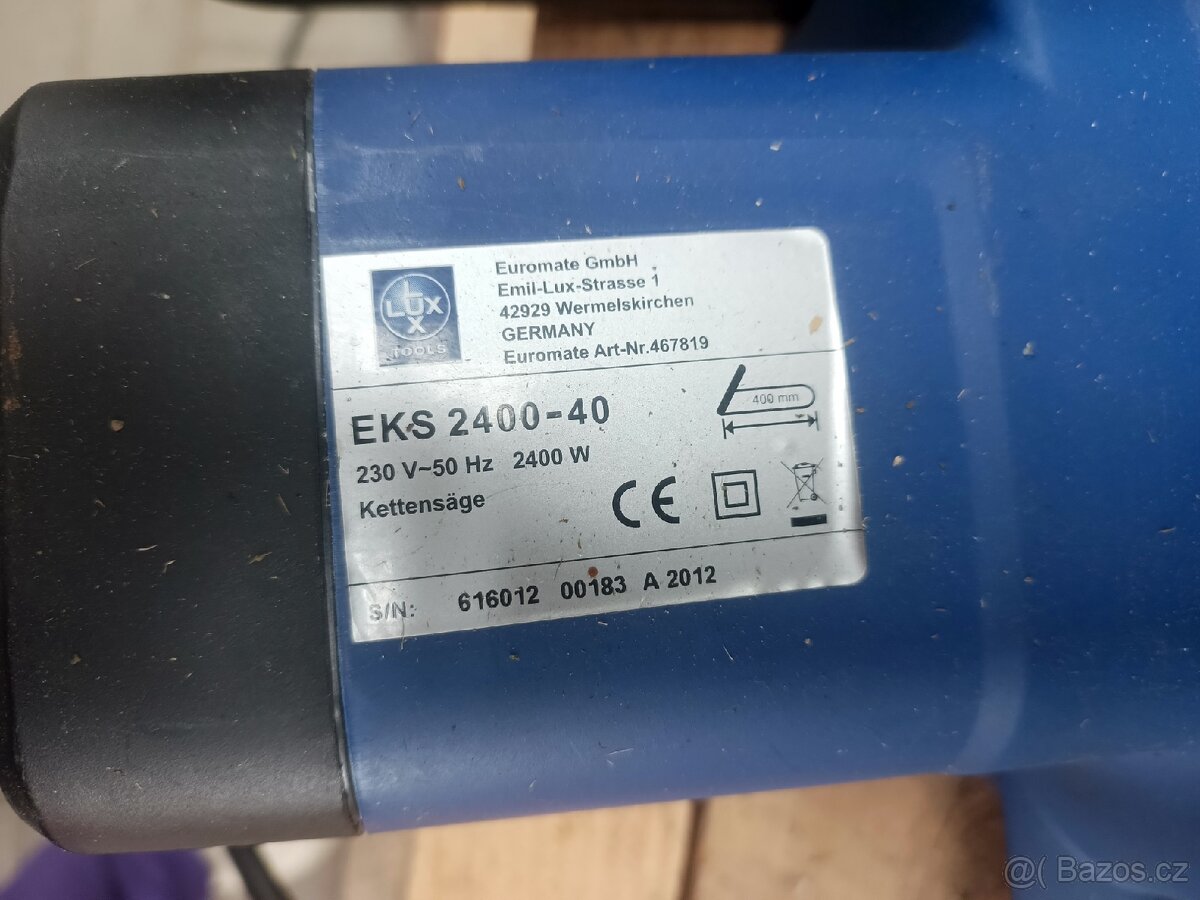 Euromate GmbH
Emil-Lux-Strasse 1
42929 Wermelskirchen
GERMANY
Euromate Art-Nr.467819
LUX
X
TOOLS
EKS 2400-40
400 mm
230 V~50 Hz 2400 W
Kettensäge
CE
S/N: 616012 00183 A 2012
@( Bazos.cz